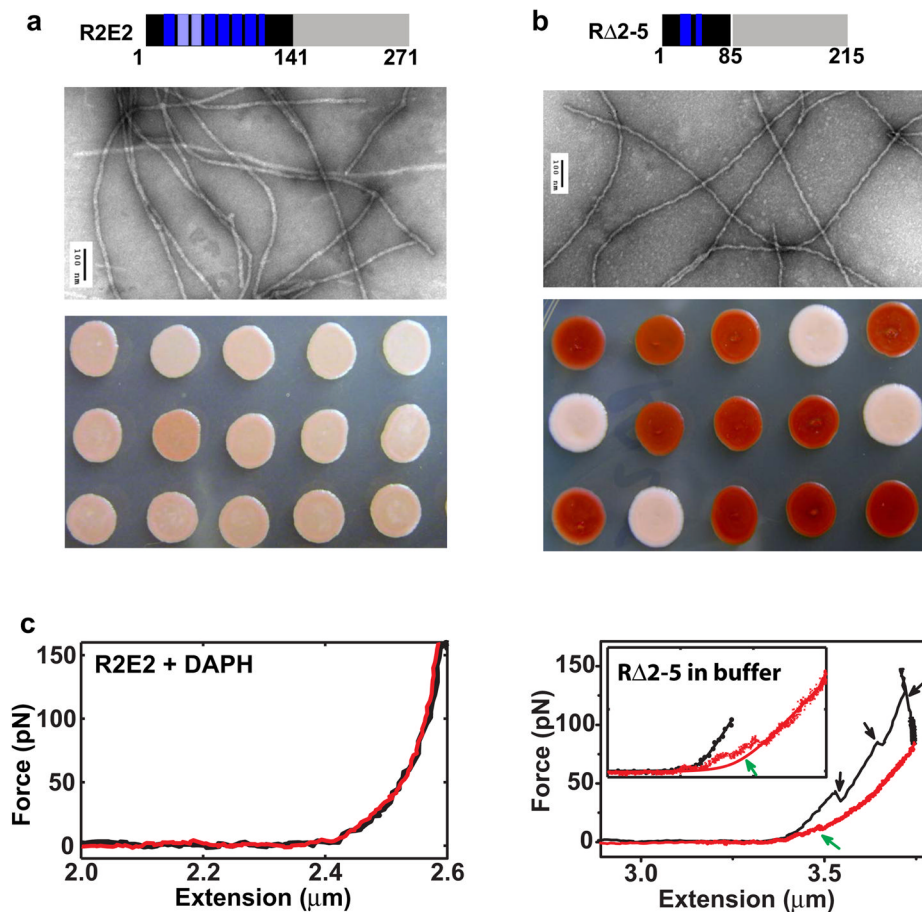 a
R2E2
1 141 271
100 nm
b
RΔ2-5
1 85 215
100 nm
c
R2E2 + DAPH
Force (pN)
150
100
50
0
2.0 2.2 2.4 2.6
Extension (μm)
RΔ2-5 in buffer
Force (pN)
150
100
50
0
3.0 3.5
Extension (μm)